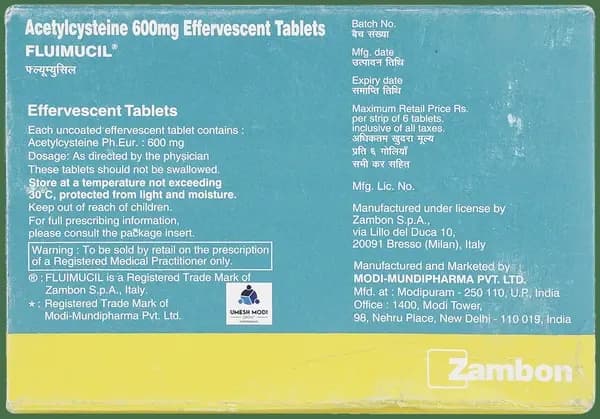 Acetylcysteine 600mg Effervescent Tablets
FLUIMUCIL®
फ्ल्यूम्युसिल
Effervescent Tablets
Each uncoated effervescent tablet contains :
Acetylcysteine Ph.Eur. : 600 mg
Dosage: As directed by the physician
These tablets should not be swallowed.
Store at a temperature not exceeding
30°C, protected from light and moisture.
Keep out of reach of children.
For full prescribing information,
please consult the package insert.
Warning : To be sold by retail on the prescription
of a Registered Medical Practitioner only.
® : FLUIMUCIL is a Registered Trade Mark of
Zambon S.p.A., Italy.
★ : Registered Trade Mark of
Modi-Mundipharma Pvt. Ltd.
UMESH MODI
GROUP
Batch No.
बैच संख्या
Mfg. date
उत्पादन तिथि
Expiry date
समाप्ति तिथि
Maximum Retail Price Rs.
per strip of 6 tablets.
inclusive of all taxes.
अधिकतम खुदरा मूल्य
प्रति ६ गोलियाँ
सभी कर सहित
Mfg. Lic. No.
Manufactured under license by
Zambon S.p.A.,
via Lillo del Duca 10,
20091 Bresso (Milan), Italy
Manufactured and Marketed by
MODI-MUNDIPHARMA PVT. LTD.
Mfd. at : Modipuram - 250 110, U.P., India
Office : 1400, Modi Tower,
98, Nehru Place, New Delhi - 110 019, India
Zambon